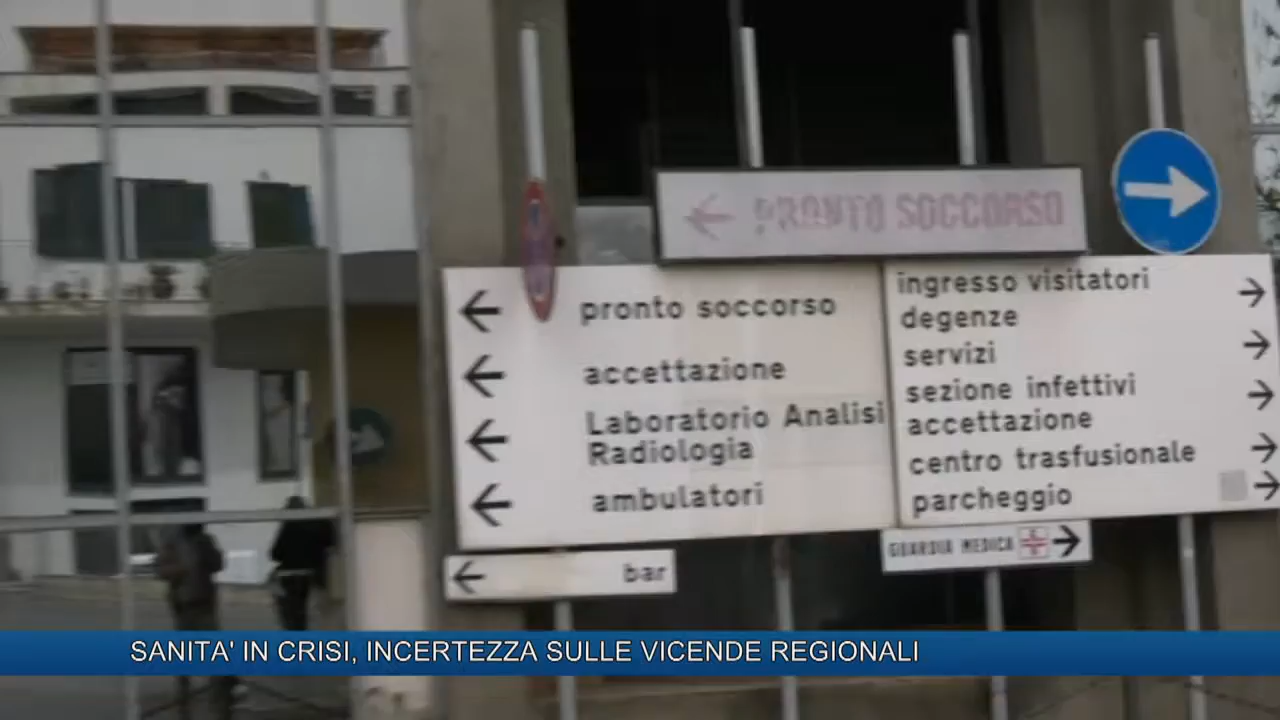 PRONTO SOCCORSO
pronto soccorso
accettazione
Laboratorio Analisi
Radiologia
ambulatori
bar
ingresso visitatori
degenze
servizi
sezione infettivi
accettazione
centro trasfusionale
parcheggio
GUARDIA MEDICA
SANITA' IN CRISI, INCERTEZZA SULLE VICENDE REGIONALI